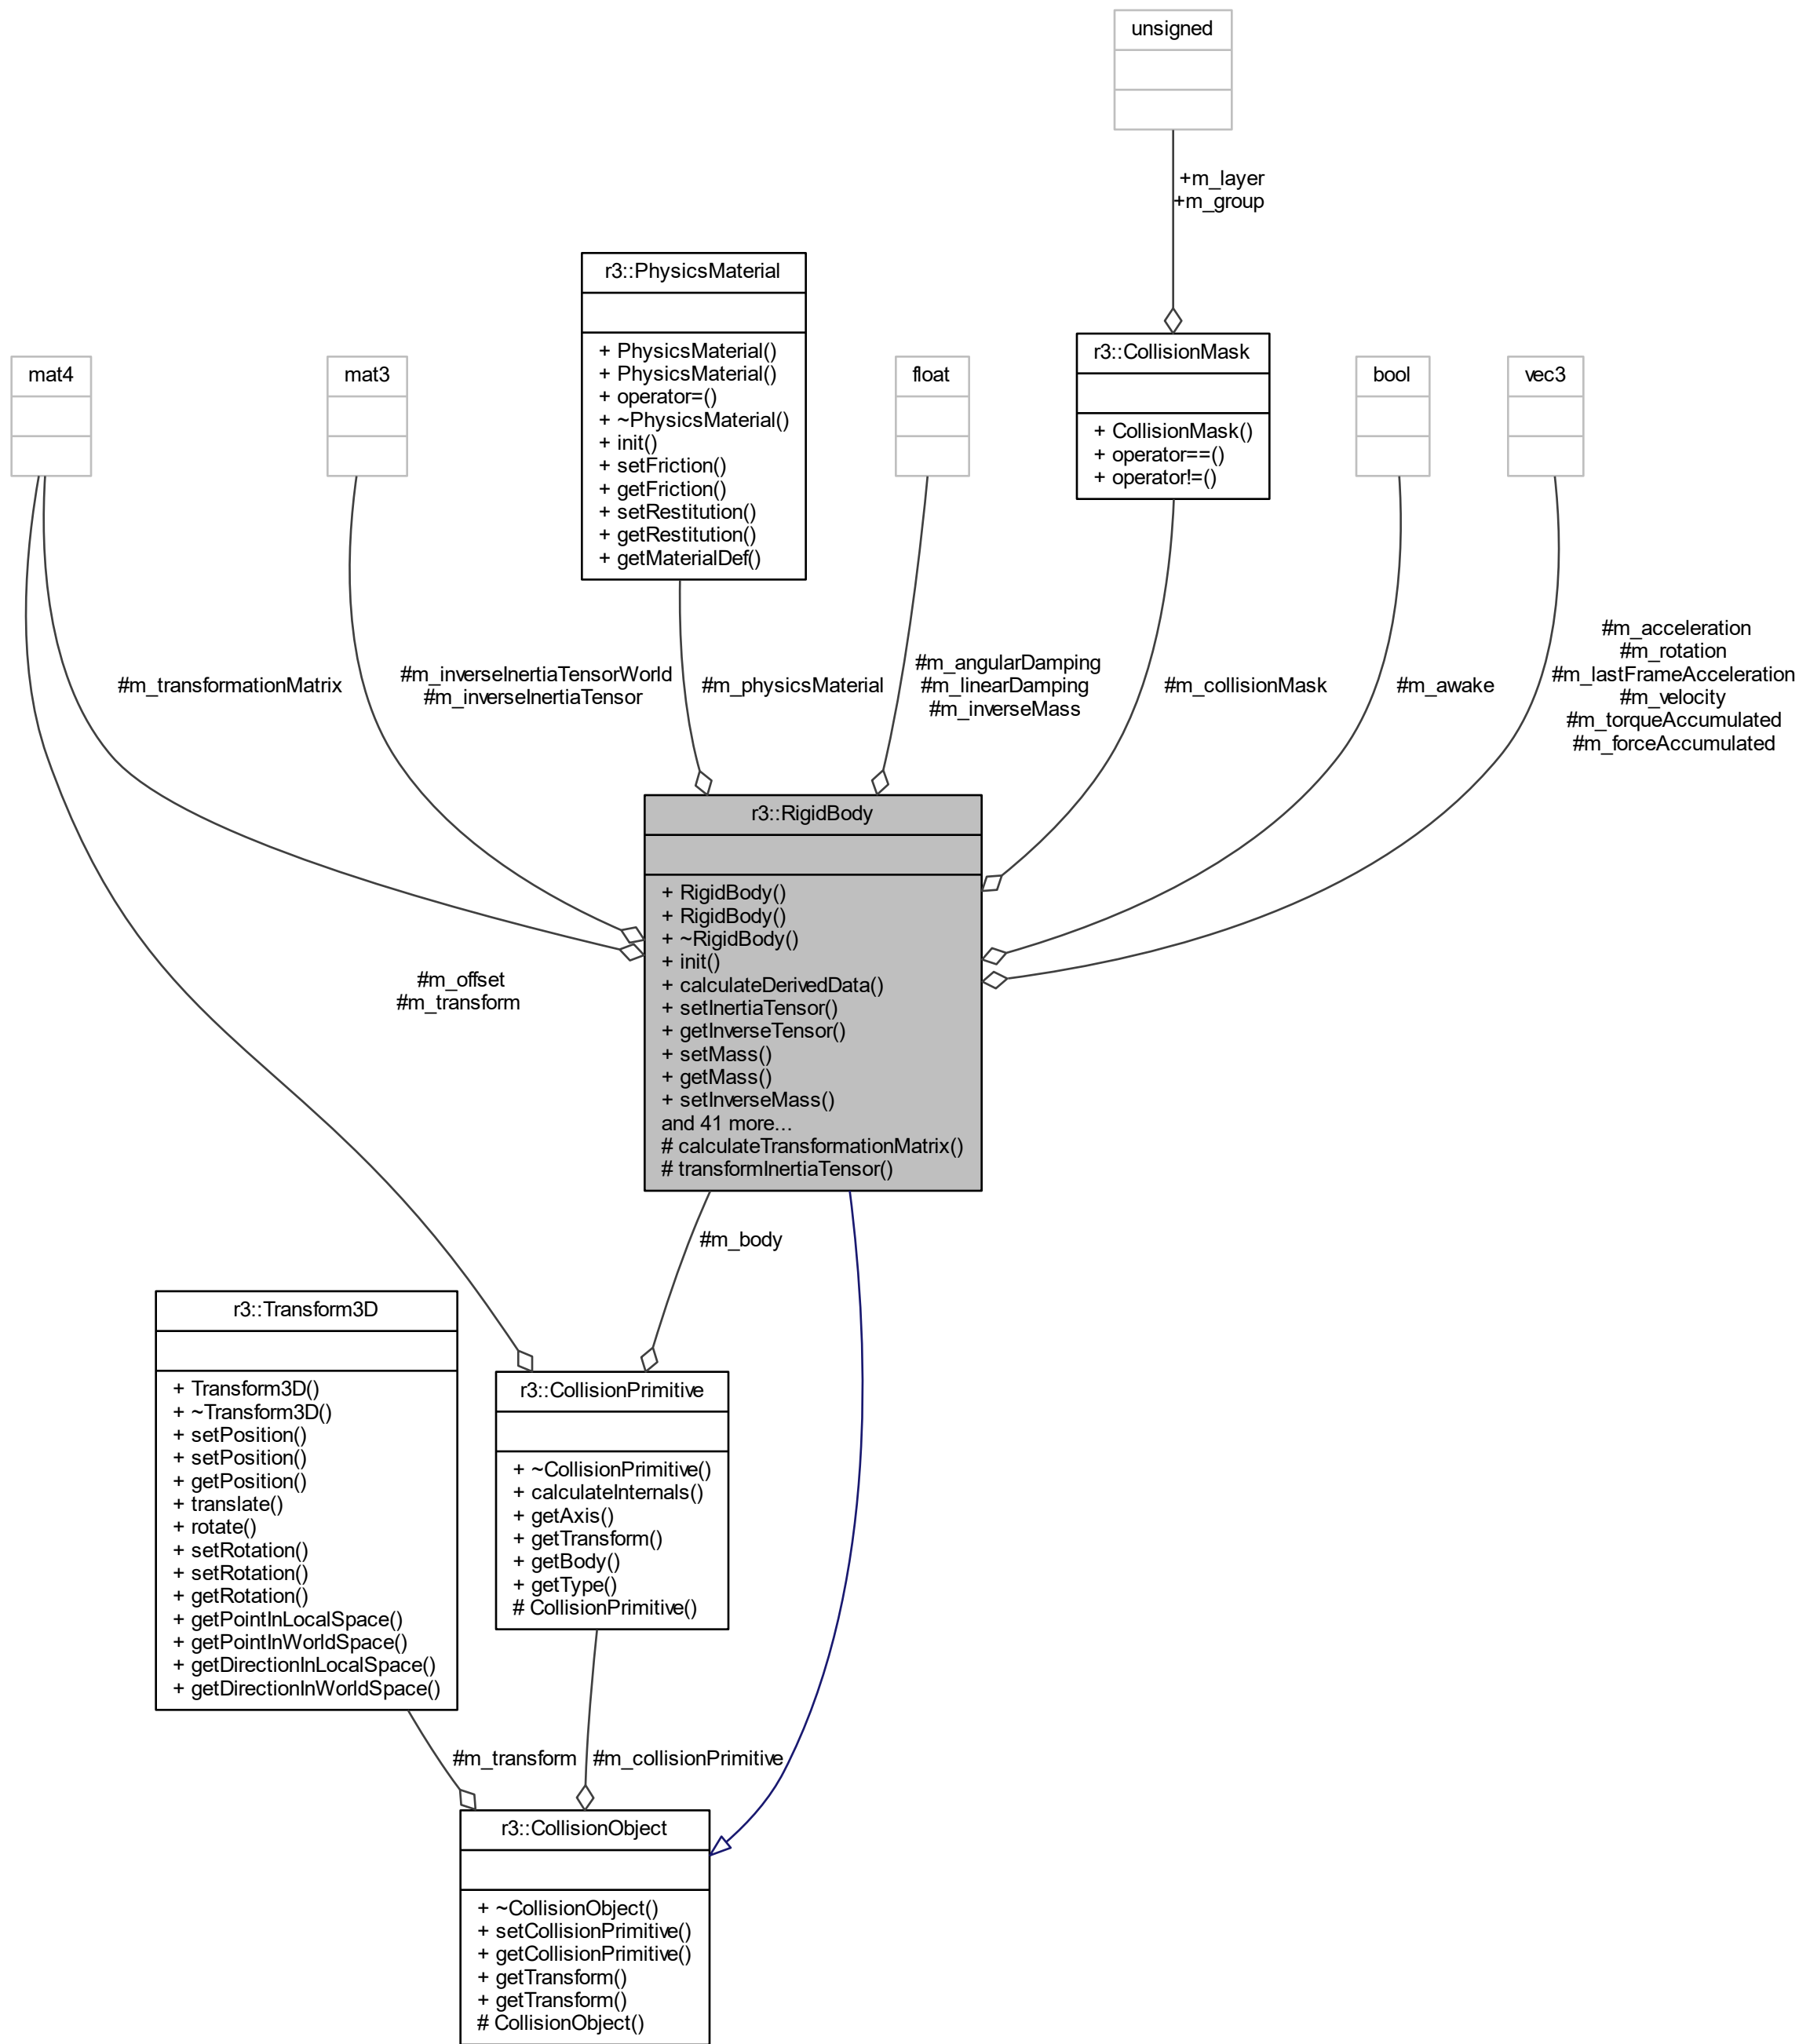 unsigned
+m_layer
+m_group
r3::PhysicsMaterial
+ PhysicsMaterial()
+ PhysicsMaterial()
+ operator=()
+ ~PhysicsMaterial()
+ init()
+ setFriction()
+ getFriction()
+ setRestitution()
+ getRestitution()
+ getMaterialDef()
r3::CollisionMask
+ CollisionMask()
+ operator==()
+ operator!=()
mat4
mat3
float
bool
vec3
#m_transformationMatrix
#m_inverseInertiaTensorWorld
#m_inverseInertiaTensor
#m_physicsMaterial
#m_angularDamping
#m_linearDamping
#m_inverseMass
#m_collisionMask
#m_awake
#m_acceleration
#m_rotation
#m_lastFrameAcceleration
#m_velocity
#m_torqueAccumulated
#m_forceAccumulated
r3::RigidBody
+ RigidBody()
+ RigidBody()
+ ~RigidBody()
+ init()
+ calculateDerivedData()
+ setInertiaTensor()
+ getInverseTensor()
+ setMass()
+ getMass()
+ setInverseMass()
and 41 more...
# calculateTransformationMatrix()
# transformInertiaTensor()
#m_offset
#m_transform
#m_body
r3::Transform3D
+ Transform3D()
+ ~Transform3D()
+ setPosition()
+ setPosition()
+ getPosition()
+ translate()
+ rotate()
+ setRotation()
+ setRotation()
+ getRotation()
+ getPointInLocalSpace()
+ getPointInWorldSpace()
+ getDirectionInLocalSpace()
+ getDirectionInWorldSpace()
r3::CollisionPrimitive
+ ~CollisionPrimitive()
+ calculateInternals()
+ getAxis()
+ getTransform()
+ getBody()
+ getType()
# CollisionPrimitive()
#m_transform
#m_collisionPrimitive
r3::CollisionObject
+ ~CollisionObject()
+ setCollisionPrimitive()
+ getCollisionPrimitive()
+ getTransform()
+ getTransform()
# CollisionObject()